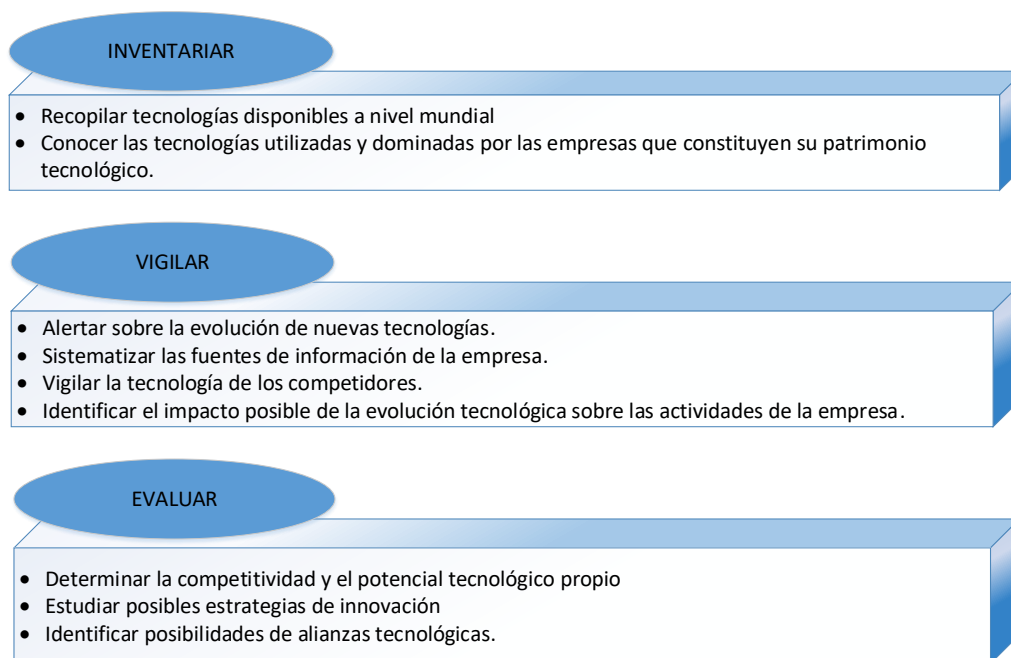 INVENTARIAR
• Recopilar tecnologías disponibles a nivel mundial
• Conocer las tecnologías utilizadas y dominadas por las empresas que constituyen su patrimonio
tecnológico.
VIGILAR
• Alertar sobre la evolución de nuevas tecnologías.
• Sistematizar las fuentes de información de la empresa.
• Vigilar la tecnología de los competidores.
• Identificar el impacto posible de la evolución tecnológica sobre las actividades de la empresa.
EVALUAR
• Determinar la competitividad y el potencial tecnológico propio
• Estudiar posibles estrategias de innovación
• Identificar posibilidades de alianzas tecnológicas.